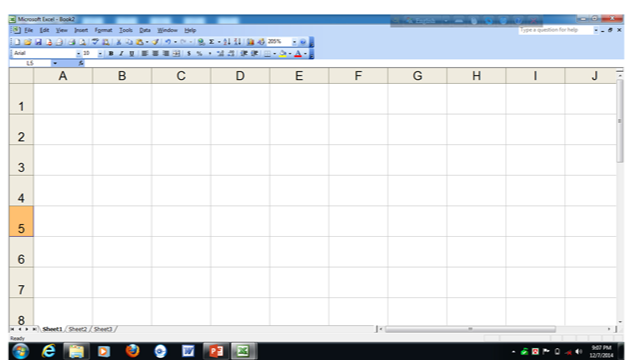 Microsoft Excel - Book2
File Edit View Insert Format Tools Data Window Help
Type a question for help
205%
Arial 10 B I U $ %
L5 fx
A B C D E F G H I J
1
2
3
4
5
6
7
8
Sheet1 / Sheet2 / Sheet3
Ready
9:07 PM
12/7/2014